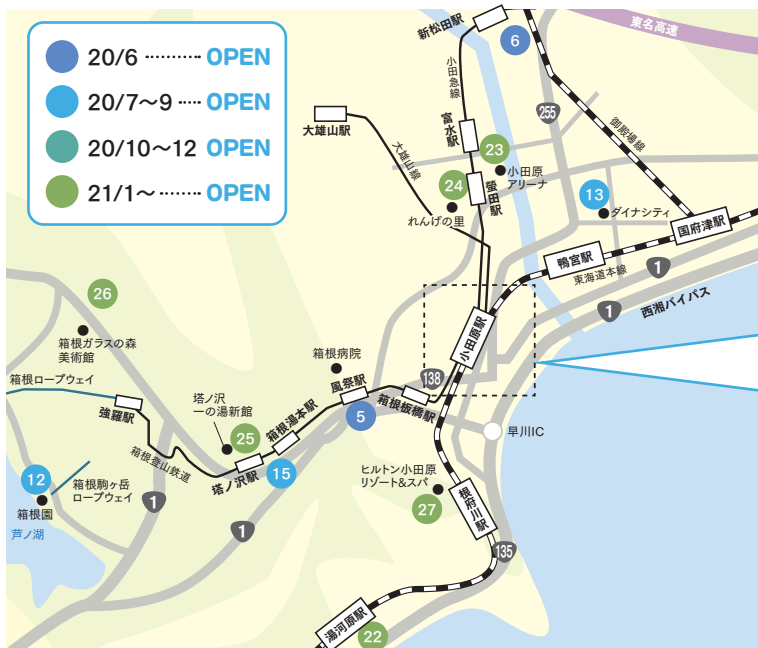 20/6 ········· OPEN
20/7〜9 ···· OPEN
20/10〜12 ···· OPEN
21/1〜 ······· OPEN
新松田駅
6
東名高速
小田急線
255
御殿場線
大雄山駅
大雄山線
富水駅
23
小田原
アリーナ
24
れんげの里
螢田駅
13
ダイナシティ
国府津駅
鴨宮駅
東海道本線
1
1
西湘バイパス
小田原駅
26
箱根ガラスの森
美術館
箱根病院
風祭駅
138
箱根板橋駅
5
早川IC
箱根ロープウェイ
強羅駅
塔ノ沢
一の湯新館
箱根湯本駅
25
塔ノ沢駅
15
箱根登山鉄道
12
箱根園
箱根駒ヶ岳
ロープウェイ
芦ノ湖
1
1
ヒルトン小田原
リゾート&スパ
27
根府川駅
135
湯河原駅
22